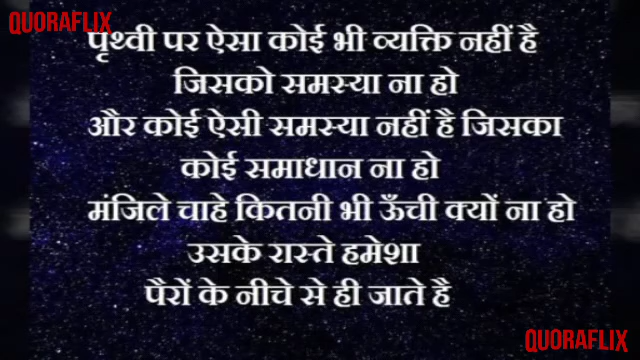 QUORAFLIX
पृथ्वी पर ऐसा कोई भी व्यक्ति नहीं है
जिसको समस्या ना हो
और कोई ऐसी समस्या नहीं है जिसका
कोई समाधान ना हो
मंजिले चाहे कितनी भी ऊँची क्यों ना हो
उसके रास्ते हमेशा
पैरों के नीचे से ही जाते है
QUORAFLIX